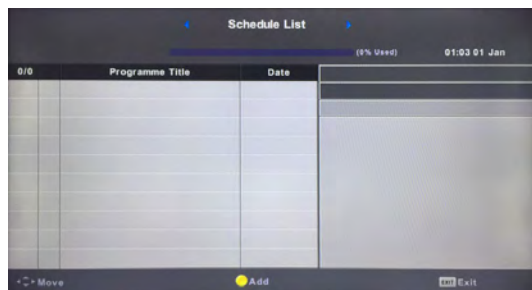 Schedule List
(0% Used) 01:03 01 Jan
0/0 Programme Title Date
Move Add EXIT Exit